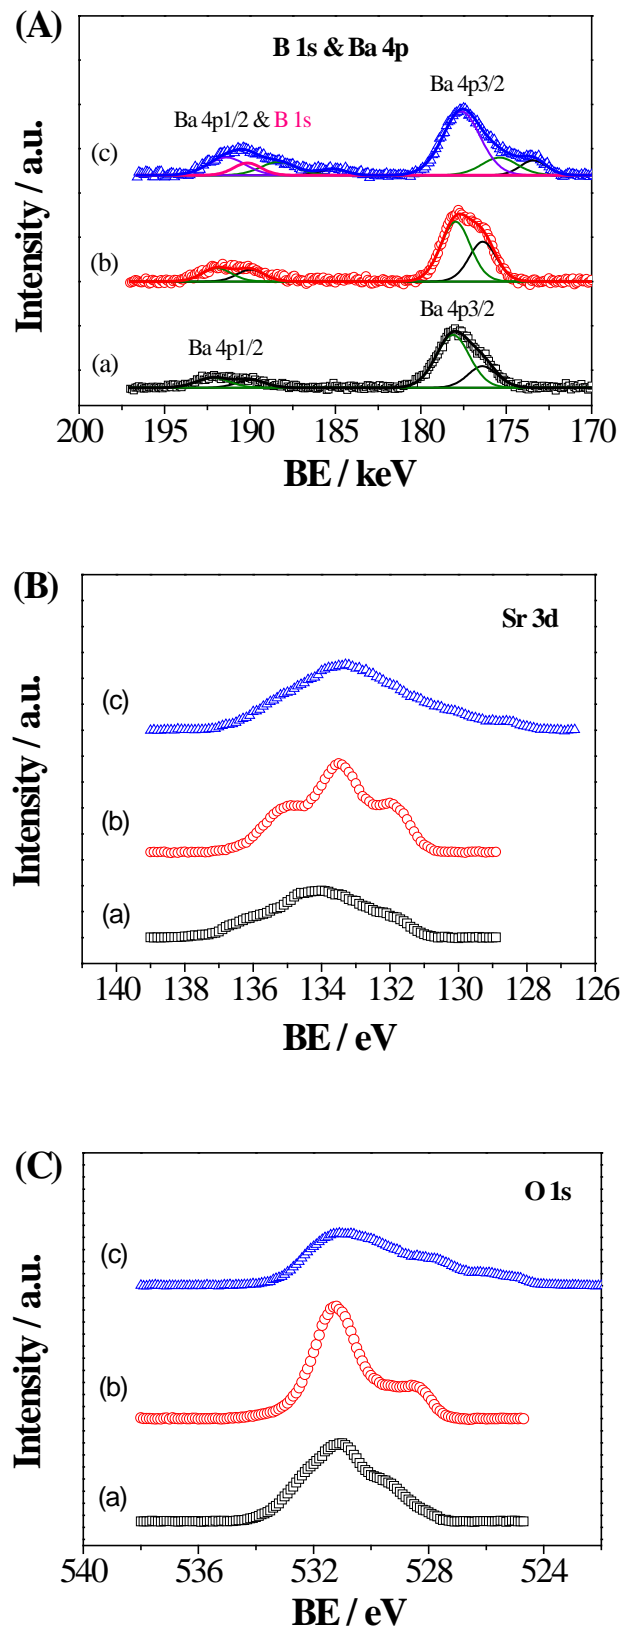 (A)
B 1s & Ba 4p
Ba 4p3/2
Ba 4p1/2 & B 1s
(c)
(b)
Ba 4p3/2
Ba 4p1/2
(a)
Intensity / a.u.
200 195 190 185 180 175 170
BE / keV
(B)
Sr 3d
(c)
(b)
(a)
Intensity / a.u.
140 138 136 134 132 130 128 126
BE / eV
(C)
O 1s
(c)
(b)
(a)
Intensity / a.u.
540 536 532 528 524
BE / eV